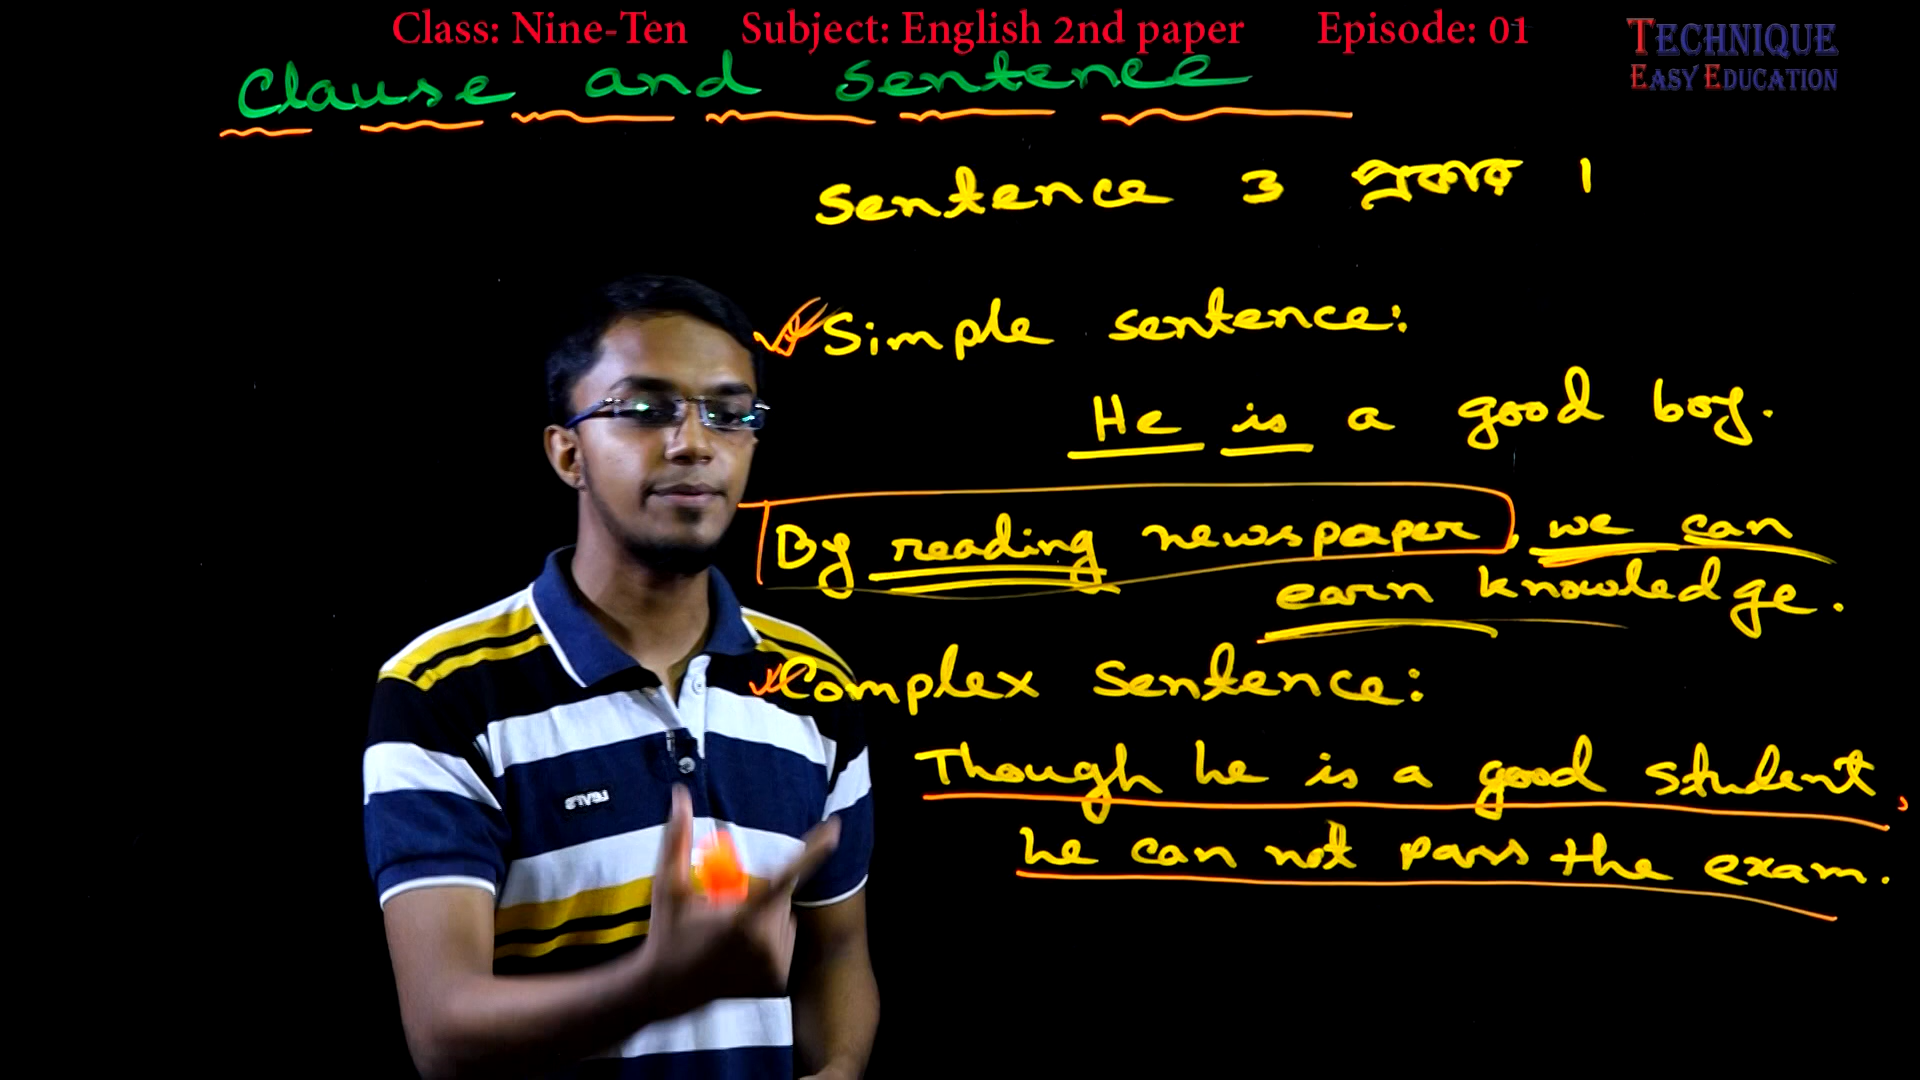 Class: Nine-Ten Subject: English 2nd paper Episode: 01
TECHNIQUE
EASY EDUCATION
Clause and sentence
Sentence 3 প্রকার ।
Simple sentence:
He is a good boy.
By reading newspaper, we can
earn knowledge.
Complex sentence:
Though he is a good student,
he can not pass the exam.
LEVI'S